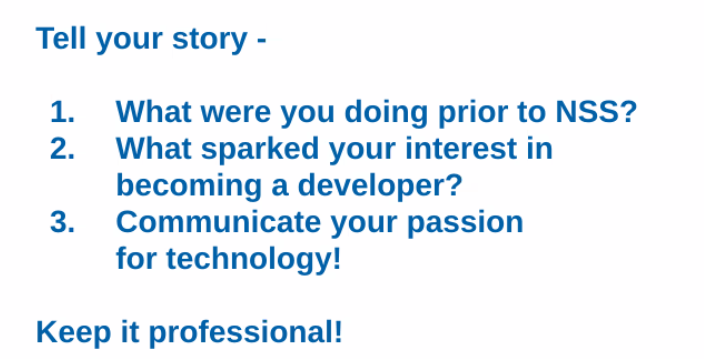 Tell your story -
1. What were you doing prior to NSS?
2. What sparked your interest in
becoming a developer?
3. Communicate your passion
for technology!
Keep it professional!